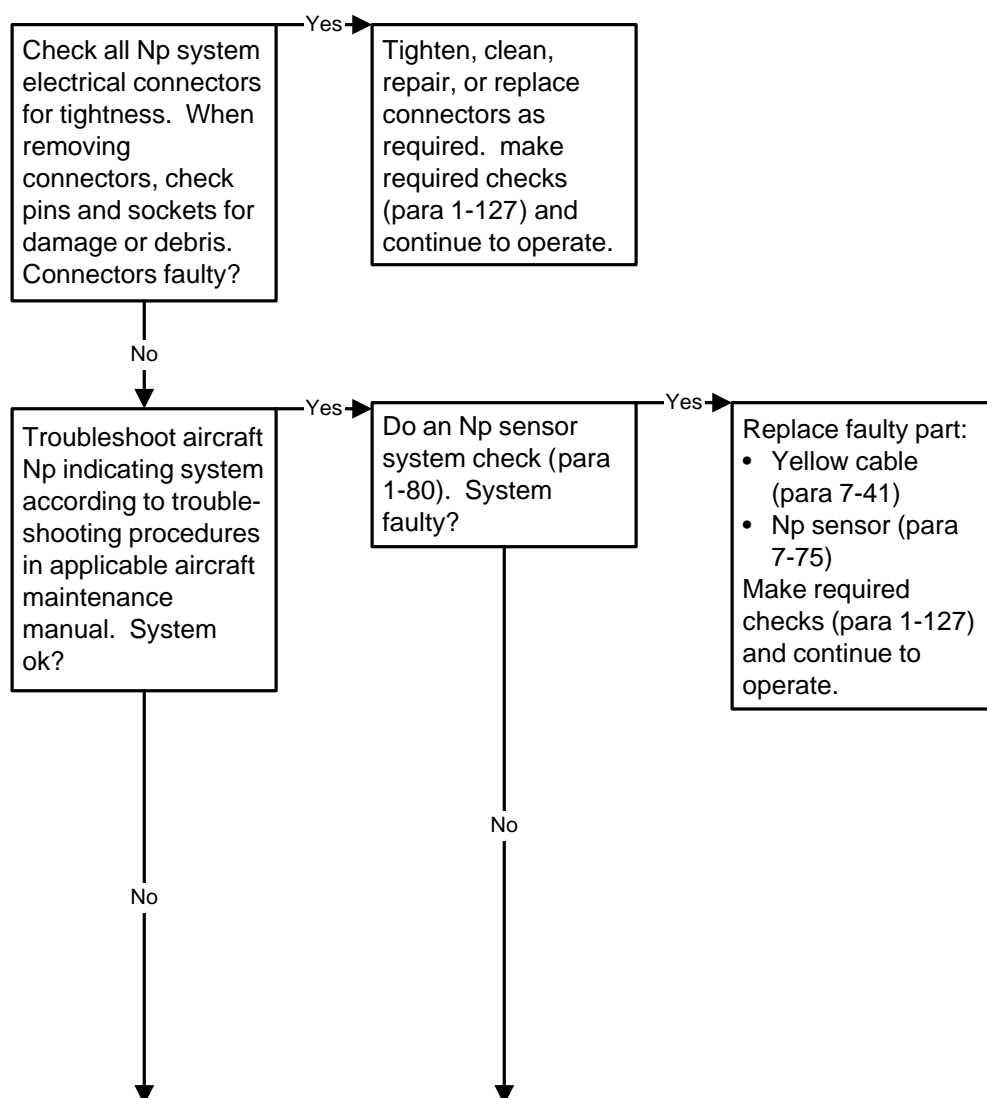 Check all Np system
electrical connectors
for tightness.  When
removing
connectors, check
pins and sockets for
damage or debris.
Connectors faulty?
Yes
Tighten, clean,
repair, or replace
connectors as
required.  make
required checks
(para 1-127) and
continue to operate.
No
Troubleshoot aircraft
Np indicating system
according to trouble-
shooting procedures
in applicable aircraft
maintenance
manual.  System
ok?
Yes
Do an Np sensor
system check (para
1-80).  System
faulty?
Yes
Replace faulty part:
• Yellow cable
(para 7-41)
• Np sensor (para
7-75)
Make required
checks (para 1-127)
and continue to
operate.
No
No